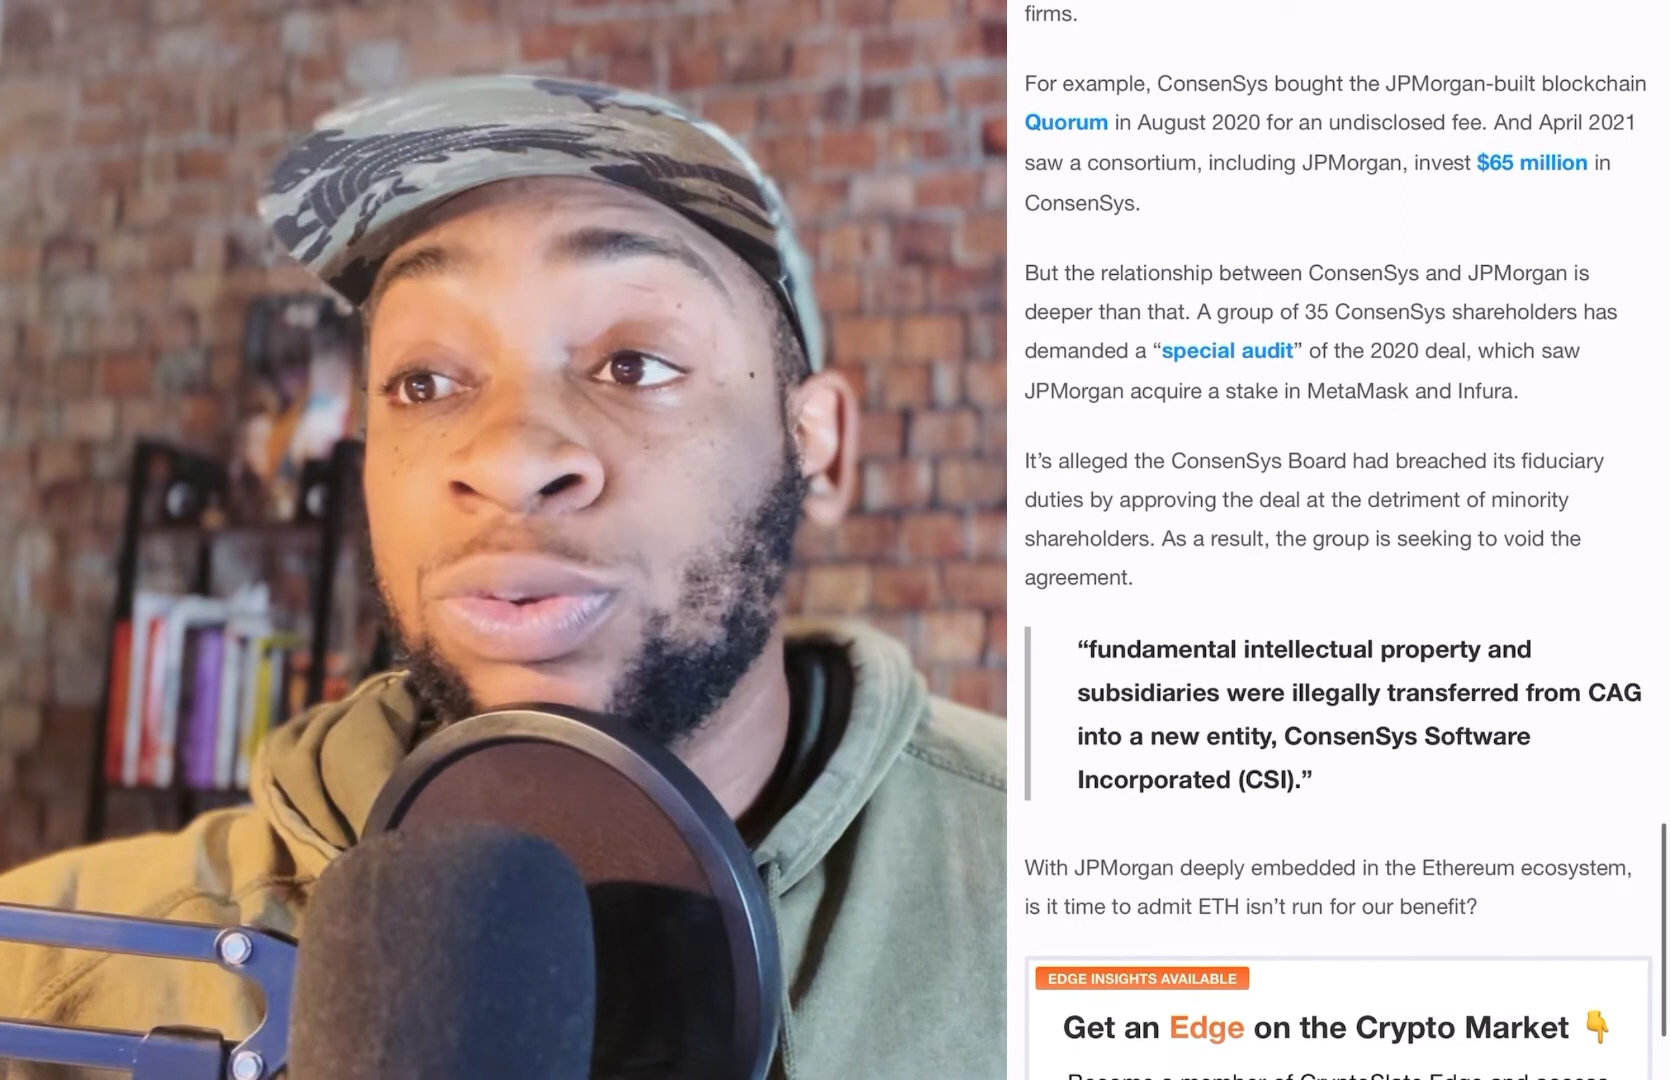 firms.
For example, ConsenSys bought the JPMorgan-built blockchain
Quorum in August 2020 for an undisclosed fee. And April 2021
saw a consortium, including JPMorgan, invest $65 million in
ConsenSys.
But the relationship between ConsenSys and JPMorgan is
deeper than that. A group of 35 ConsenSys shareholders has
demanded a “special audit” of the 2020 deal, which saw
JPMorgan acquire a stake in MetaMask and Infura.
It’s alleged the ConsenSys Board had breached its fiduciary
duties by approving the deal at the detriment of minority
shareholders. As a result, the group is seeking to void the
agreement.
“fundamental intellectual property and
subsidiaries were illegally transferred from CAG
into a new entity, ConsenSys Software
Incorporated (CSI).”
With JPMorgan deeply embedded in the Ethereum ecosystem,
is it time to admit ETH isn’t run for our benefit?
EDGE INSIGHTS AVAILABLE
Get an Edge on the Crypto Market 👇
Become a member of CryptoSlate Edge and access